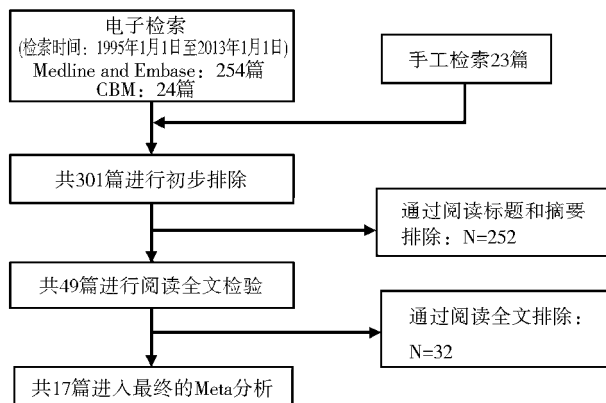 电子检索
(检索时间：1995年1月1日至2013年1月1日)
Medline and Embase：254篇
CBM：24篇
手工检索23篇
共301篇进行初步排除
通过阅读标题和摘要
排除：N=252
共49篇进行阅读全文检验
通过阅读全文排除：
N=32
共17篇进入最终的Meta分析